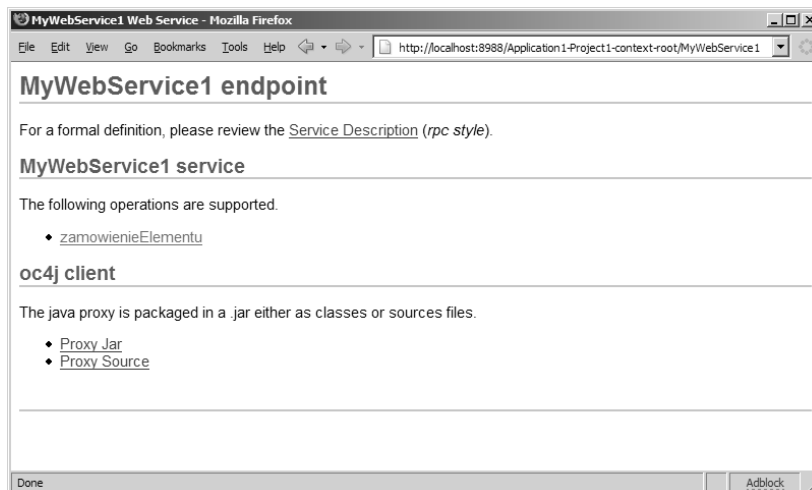 MyWebService1 Web Service - Mozilla Firefox
File Edit View Go Bookmarks Tools Help http://localhost:8988/Application1-Project1-context-root/MyWebService1
MyWebService1 endpoint
For a formal definition, please review the Service Description (rpc style).
MyWebService1 service
The following operations are supported.
zamowienieElementu
oc4j client
The java proxy is packaged in a .jar either as classes or sources files.
Proxy Jar
Proxy Source
Done Adblock